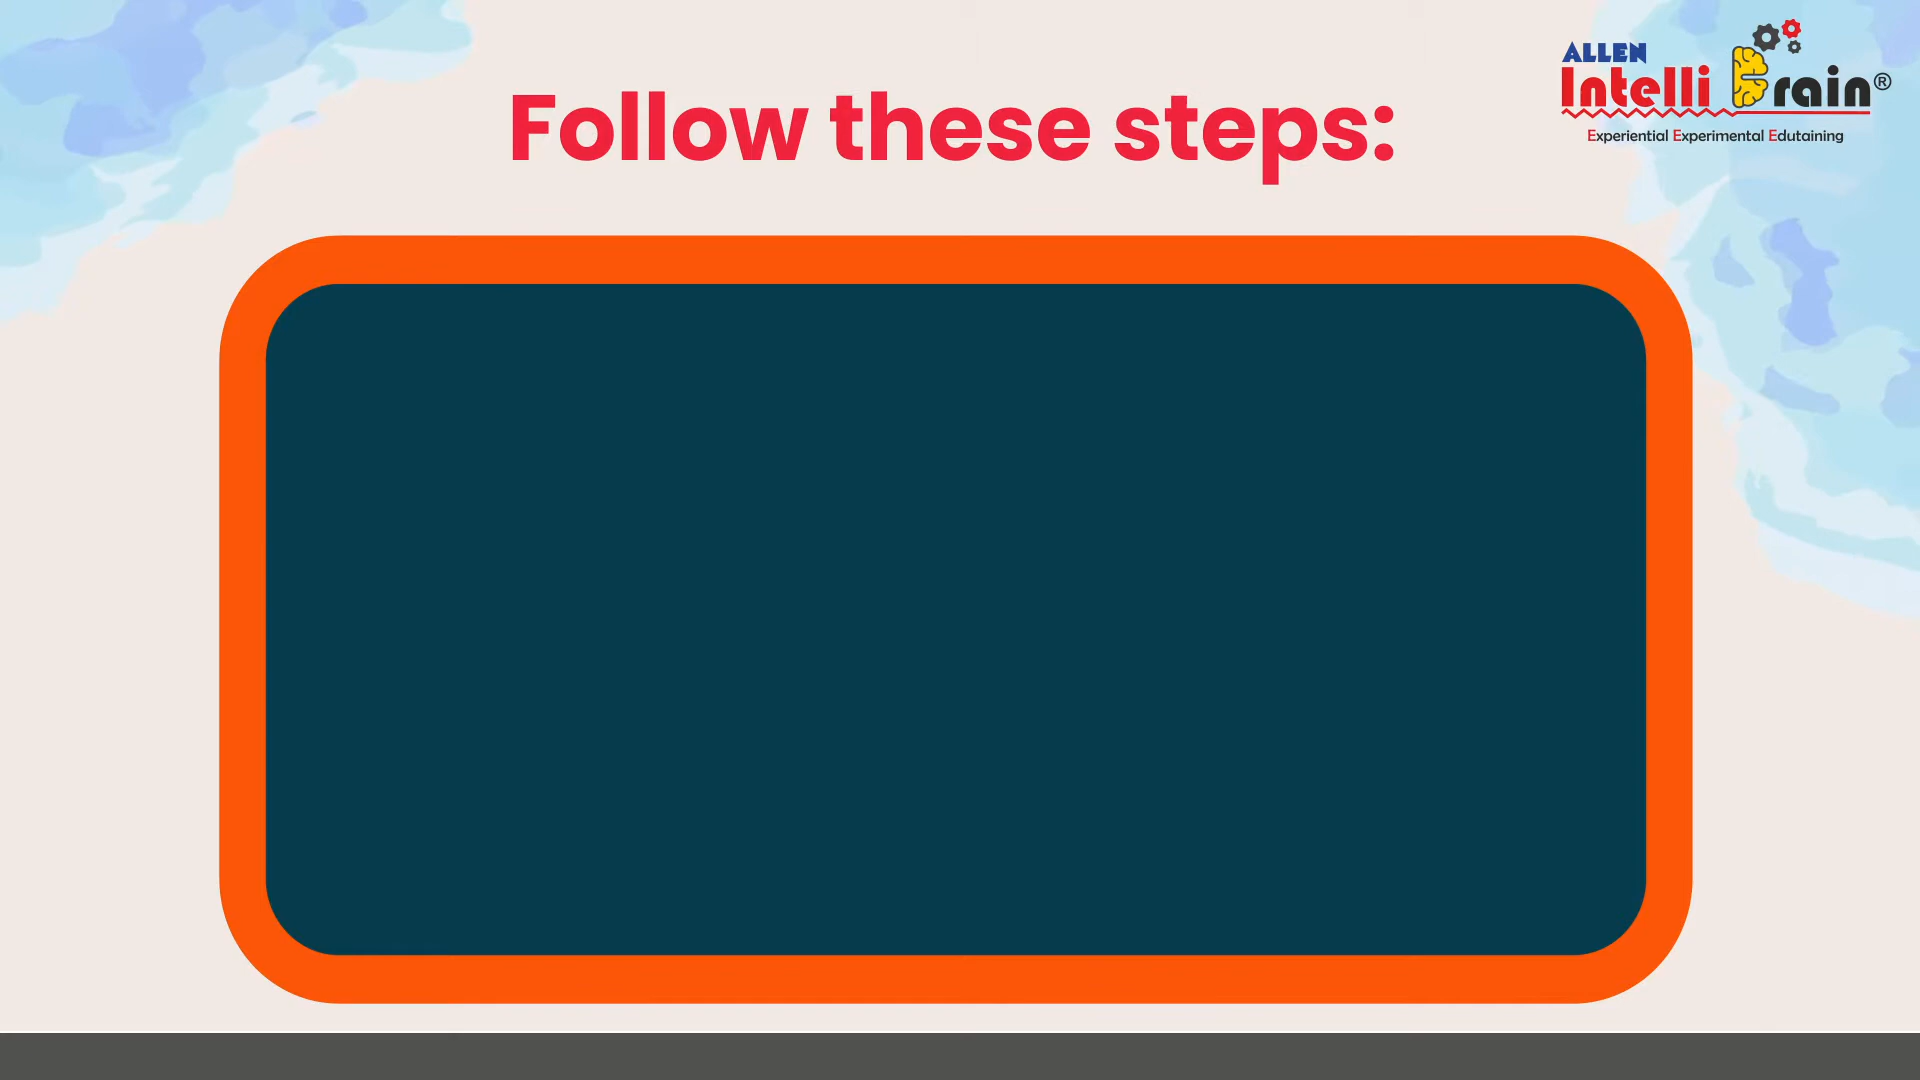 Follow these steps:
ALLEN
Intelli Brain®
Experiential Experimental Edutaining